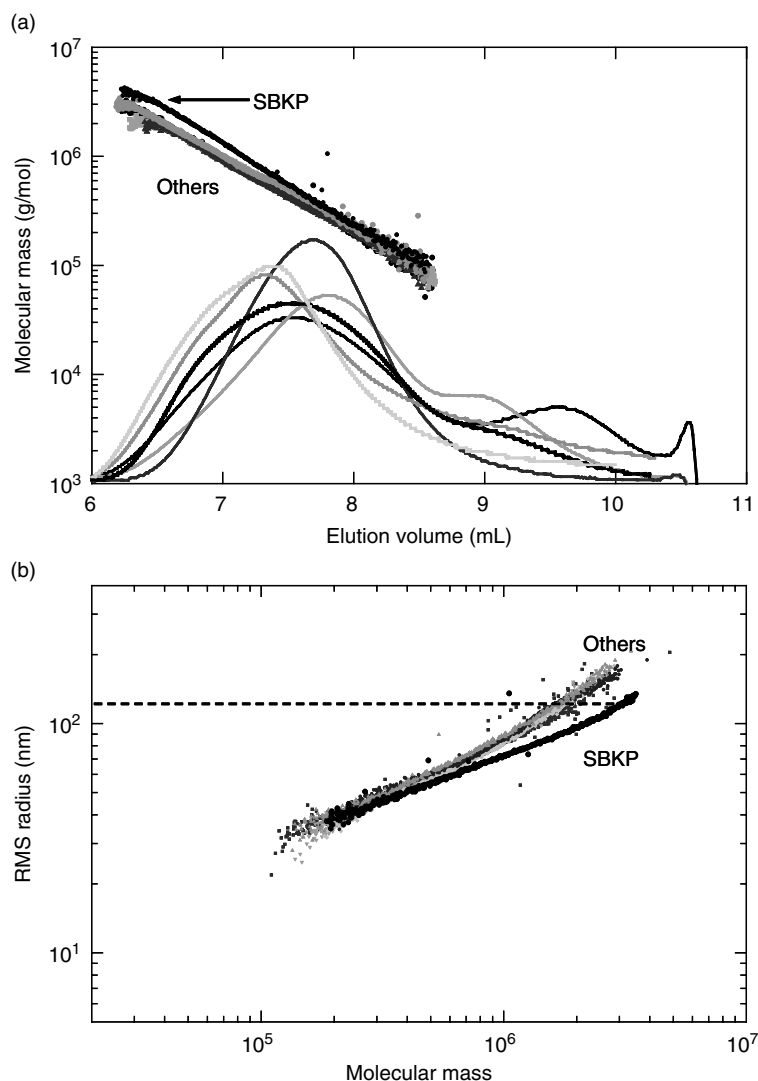 (a)
10⁷
10⁶
10⁵
10⁴
10³
Molecular mass (g/mol)
SBKP
Others
6 7 8 9 10 11
Elution volume (mL)
(b)
10²
10¹
RMS radius (nm)
Others
SBKP
10⁵ 10⁶ 10⁷
Molecular mass